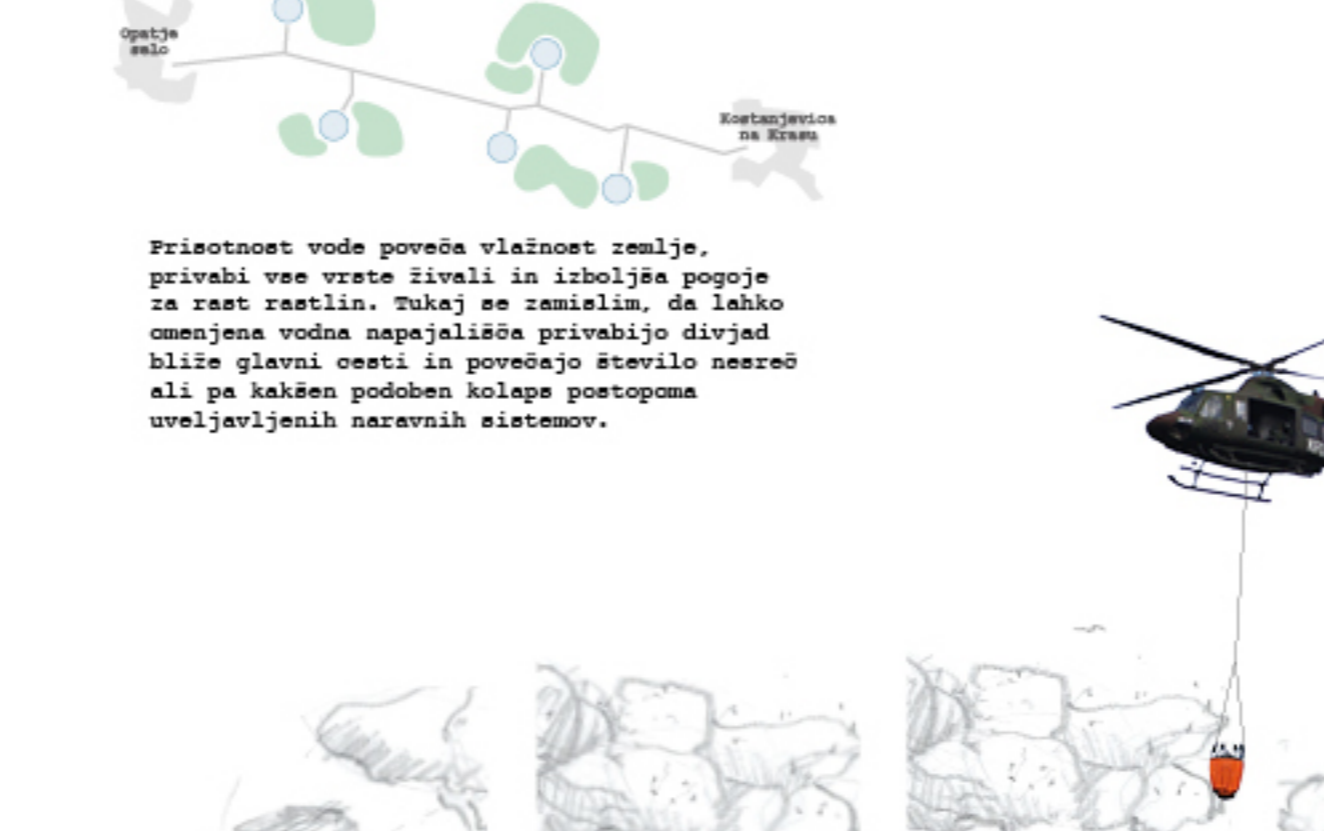 Opatje
selo
Kostanjevica
na Krasu
Prisotnost vode poveča vlažnost zemlje,
privabi vse vrste živali in izboljša pogoje
za rast rastlin. Tukaj se zamislim, da lahko
omenjena vodna napajališča privabijo divjad
bliže glavni cesti in povečajo število nesreč
ali pa kakšen podoben kolaps postopoma
uveljavljenih naravnih sistemov.